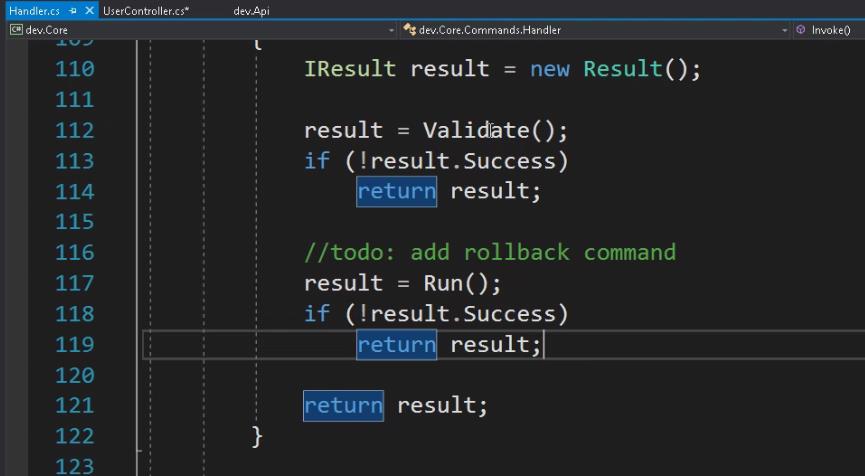 Handler.cs UserController.cs* dev.Api
dev.Core dev.Core.Commands.Handler Invoke()
109 {
110 IResult result = new Result();
111
112 result = Validate();
113 if (!result.Success)
114 return result;
115
116 //todo: add rollback command
117 result = Run();
118 if (!result.Success)
119 return result;
120
121 return result;
122 }
123